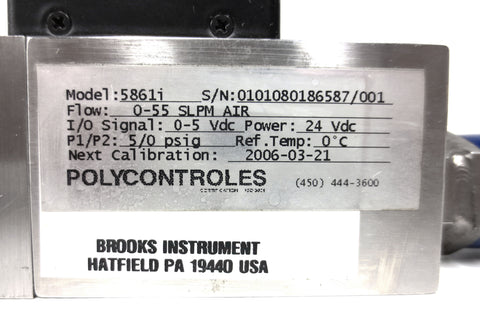 Model:5861i S/N:0101080186587/001
Flow: 0-55 SLPM AIR
I/O Signal: 0-5 Vdc Power: 24 Vdc
P1/P2: 5/0 psig Ref.Temp: 0°C
Next Calibration: 2006-03-21
POLYCONTROLES (450) 444-3600
BROOKS INSTRUMENT
HATFIELD PA 19440 USA